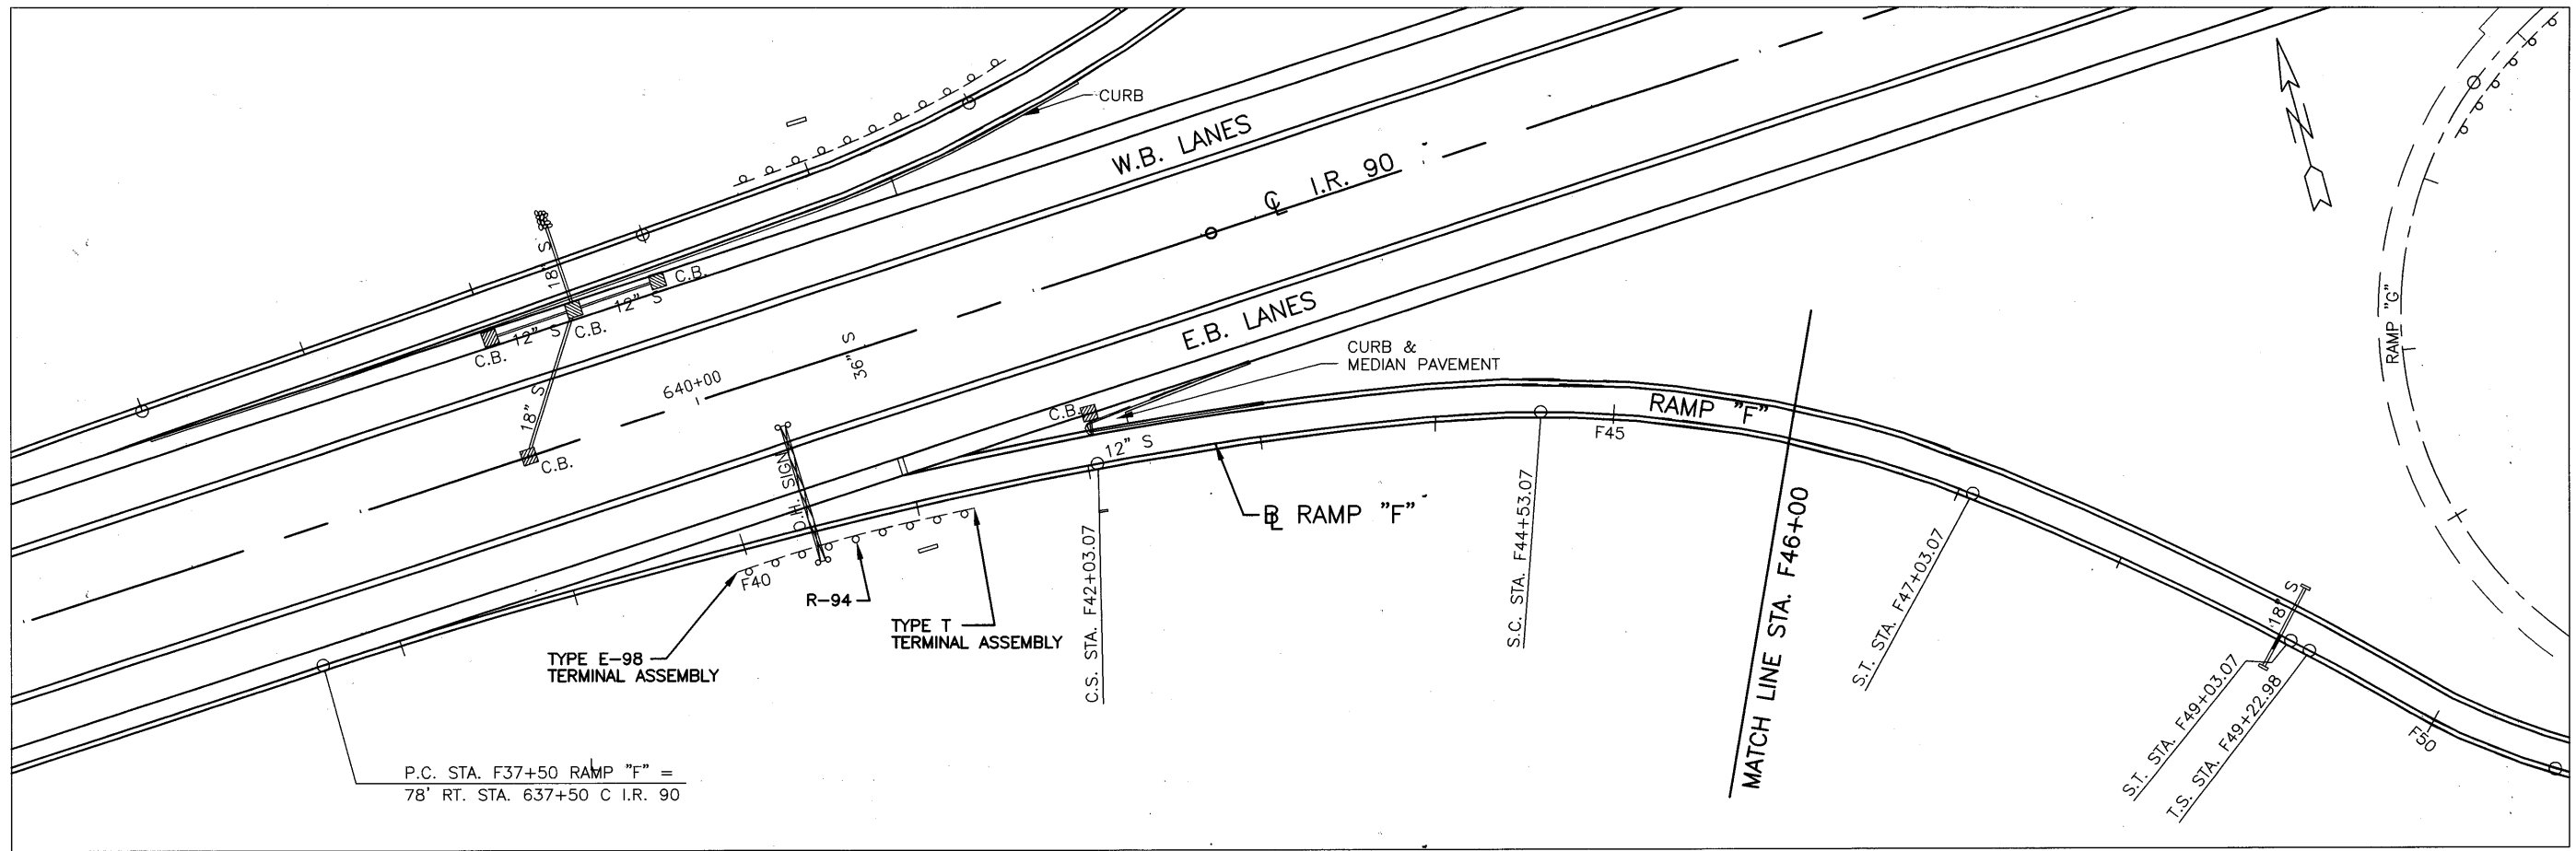 CURB
W.B. LANES
℄ I.R. 90
18" S
C.B.
12" S
12" S
C.B.
C.B.
18" S
C.B.
640+00
36" S
E.B. LANES
CURB &
MEDIAN PAVEMENT
C.B.
12" S
RAMP "F"
F45
RAMP "G"
O.H. SIGN
F40
R-94
TYPE T
TERMINAL ASSEMBLY
TYPE E-98
TERMINAL ASSEMBLY
BL RAMP "F"
C.S. STA. F42+03.07
S.C. STA. F44+53.07
MATCH LINE STA. F46+00
S.T. STA. F47+03.07
18" S
S.T. STA. F49+03.07
T.S. STA. F49+22.98
F50
P.C. STA. F37+50 RAMP "F" =
78' RT. STA. 637+50 C I.R. 90